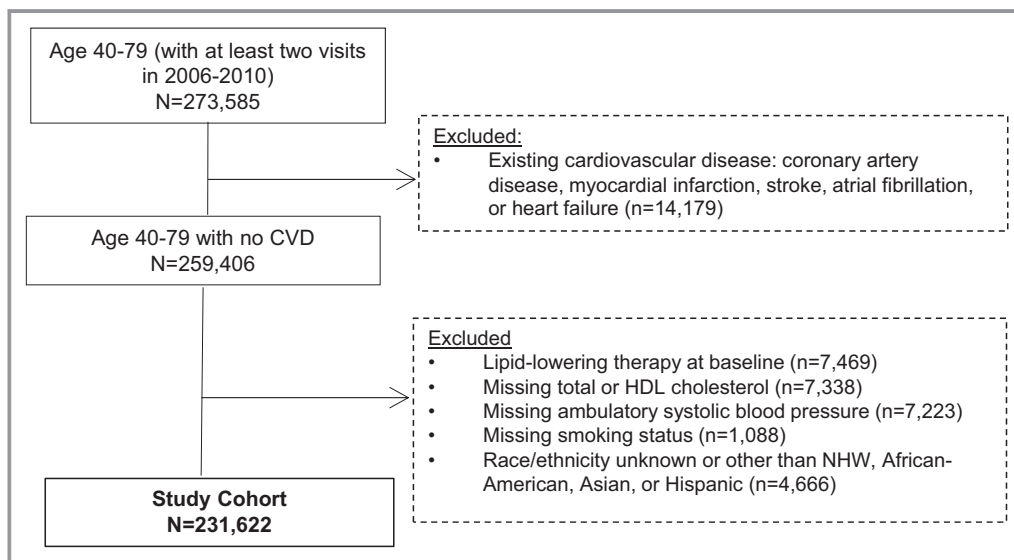 Age 40-79 (with at least two visits
in 2006-2010)
N=273,585
Excluded:
• Existing cardiovascular disease: coronary artery
disease, myocardial infarction, stroke, atrial fibrillation,
or heart failure (n=14,179)
Age 40-79 with no CVD
N=259,406
Excluded
• Lipid-lowering therapy at baseline (n=7,469)
• Missing total or HDL cholesterol (n=7,338)
• Missing ambulatory systolic blood pressure (n=7,223)
• Missing smoking status (n=1,088)
• Race/ethnicity unknown or other than NHW, African-
American, Asian, or Hispanic (n=4,666)
Study Cohort
N=231,622